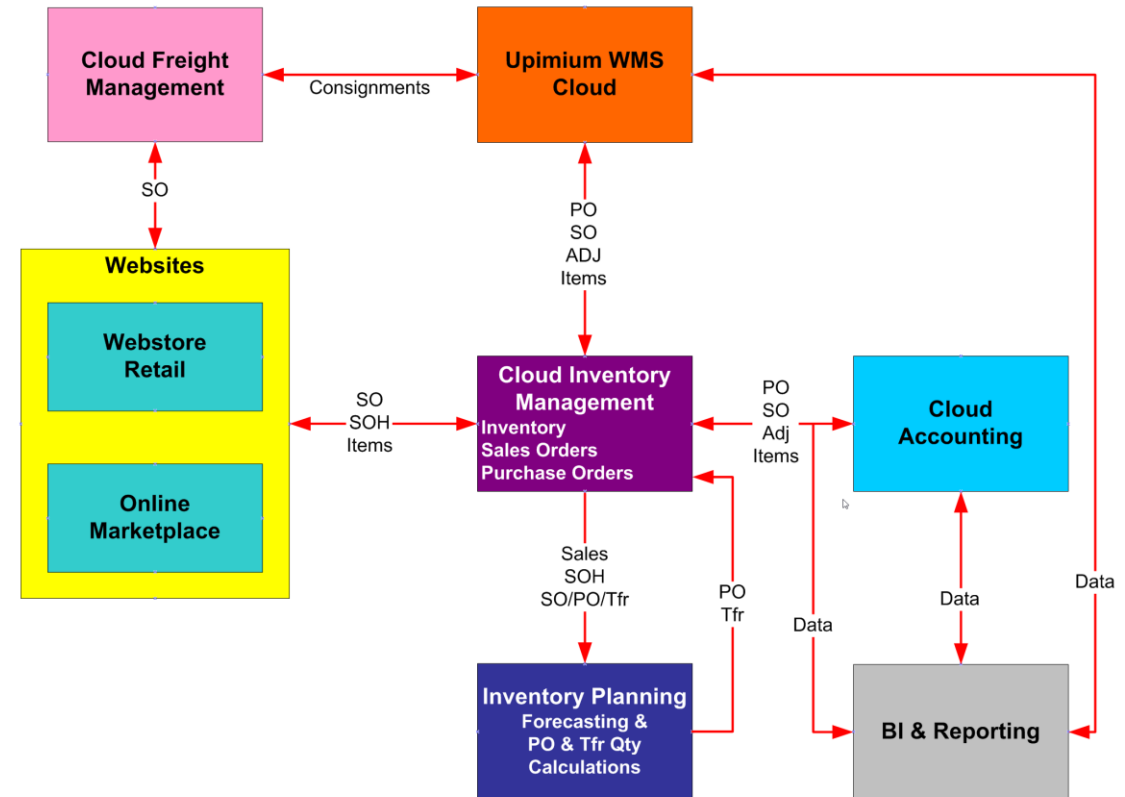 Cloud Freight
Management
Consignments
Upimium WMS
Cloud
SO
PO
SO
ADJ
Items
Websites
Webstore
Retail
Online
Marketplace
SO
SOH
Items
Cloud Inventory
Management
Inventory
Sales Orders
Purchase Orders
PO
SO
Adj
Items
Cloud
Accounting
Sales
SOH
SO/PO/Tfr
PO
Tfr
Data
Data
Data
Inventory Planning
Forecasting &
PO & Tfr Qty
Calculations
BI & Reporting